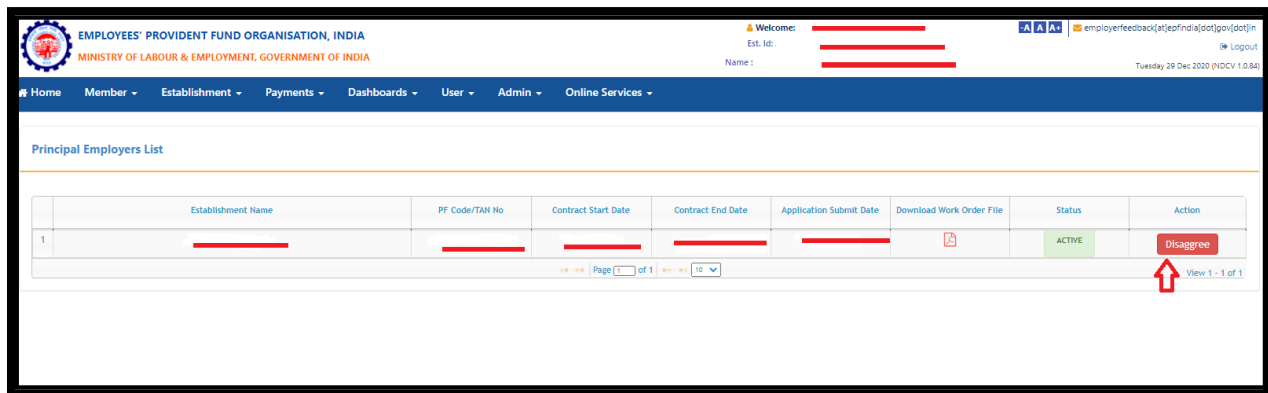 EMPLOYEES' PROVIDENT FUND ORGANISATION, INDIA
MINISTRY OF LABOUR & EMPLOYMENT, GOVERNMENT OF INDIA
Welcome:
Est. Id:
Name :
-A A A+ employerfeedback[at]epfindia[dot]gov[dot]in
Logout
Tuesday 29 Dec 2020 (NDCV 1.0.84)
Home Member Establishment Payments Dashboards User Admin Online Services
Principal Employers List
Establishment Name PF Code/TAN No Contract Start Date Contract End Date Application Submit Date Download Work Order File Status Action
1 ACTIVE Disaggree
Page 1 of 1 10 View 1 - 1 of 1